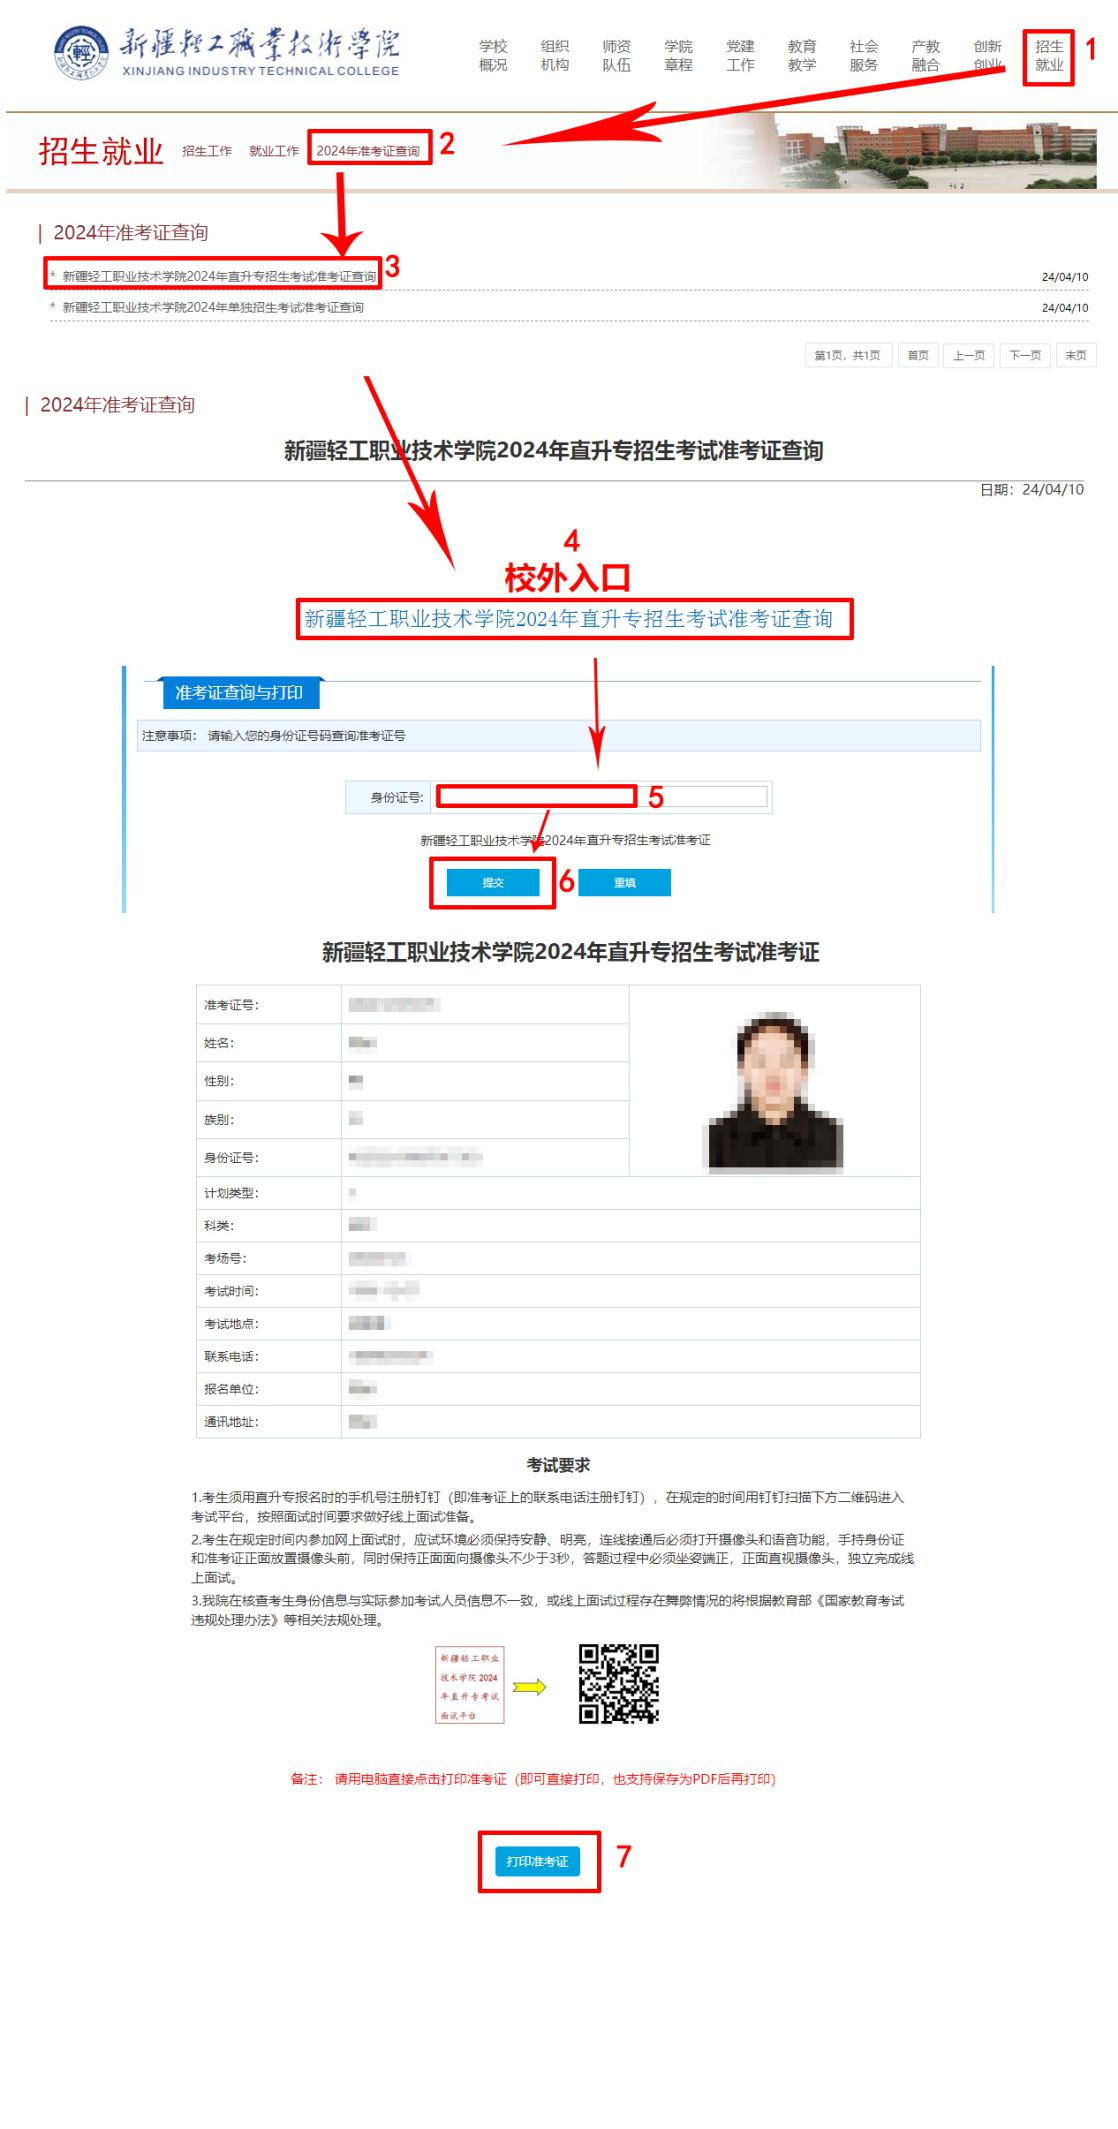 新疆轻工职业技术学院
XINJIANG INDUSTRY TECHNICAL COLLEGE
学校概况 组织机构 师资队伍 学院章程 党建工作 教育教学 社会服务 产教融合 创新创业 招生就业 1
招生就业 招生工作 就业工作 2024年准考证查询 2
| 2024年准考证查询
* 新疆轻工职业技术学院2024年直升专招生考试准考证查询 3 24/04/10
* 新疆轻工职业技术学院2024年单独招生考试准考证查询 24/04/10
第1页，共1页 首页 上一页 下一页 末页
| 2024年准考证查询
新疆轻工职业技术学院2024年直升专招生考试准考证查询
日期：24/04/10
4
校外入口
新疆轻工职业技术学院2024年直升专招生考试准考证查询
准考证查询与打印
注意事项： 请输入您的身份证号码查询准考证号
身份证号: 5
新疆轻工职业技术学院2024年直升专招生考试准考证
提交 6 重填
新疆轻工职业技术学院2024年直升专招生考试准考证
准考证号：
姓名：
性别：
族别：
身份证号：
计划类型：
科类：
考场号：
考试时间：
考试地点：
联系电话：
报名单位：
通讯地址：
考试要求
1.考生须用直升专报名时的手机号注册钉钉（即准考证上的联系电话注册钉钉），在规定的时间用钉钉扫描下方二维码进入
考试平台，按照面试时间要求做好线上面试准备。
2.考生在规定时间内参加网上面试时，应试环境必须保持安静、明亮，连线接通后必须打开摄像头和语音功能，手持身份证
和准考证正面放置摄像头前，同时保持正面面向摄像头不少于3秒，答题过程中必须坐姿端正，正面直视摄像头，独立完成线
上面试。
3.我院在核查考生身份信息与实际参加考试人员信息不一致，或线上面试过程存在舞弊情况的将根据教育部《国家教育考试
违规处理办法》等相关法规处理。
新疆轻工职业
技术学院2024
年直升专考试
面试平台
备注： 请用电脑直接点击打印准考证（即可直接打印，也支持保存为PDF后再打印）
打印准考证 7